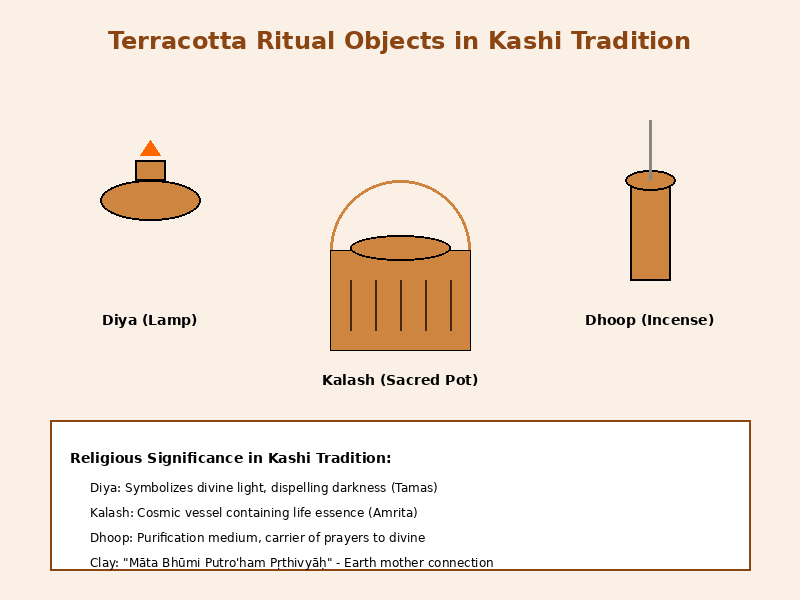 Terracotta Ritual Objects in Kashi Tradition
Diya (Lamp)
Dhoop (Incense)
Kalash (Sacred Pot)
Religious Significance in Kashi Tradition:
Diya: Symbolizes divine light, dispelling darkness (Tamas)
Kalash: Cosmic vessel containing life essence (Amrita)
Dhoop: Purification medium, carrier of prayers to divine
Clay: "Māta Bhūmi Putro'ham Pṛthivyāḥ" - Earth mother connection